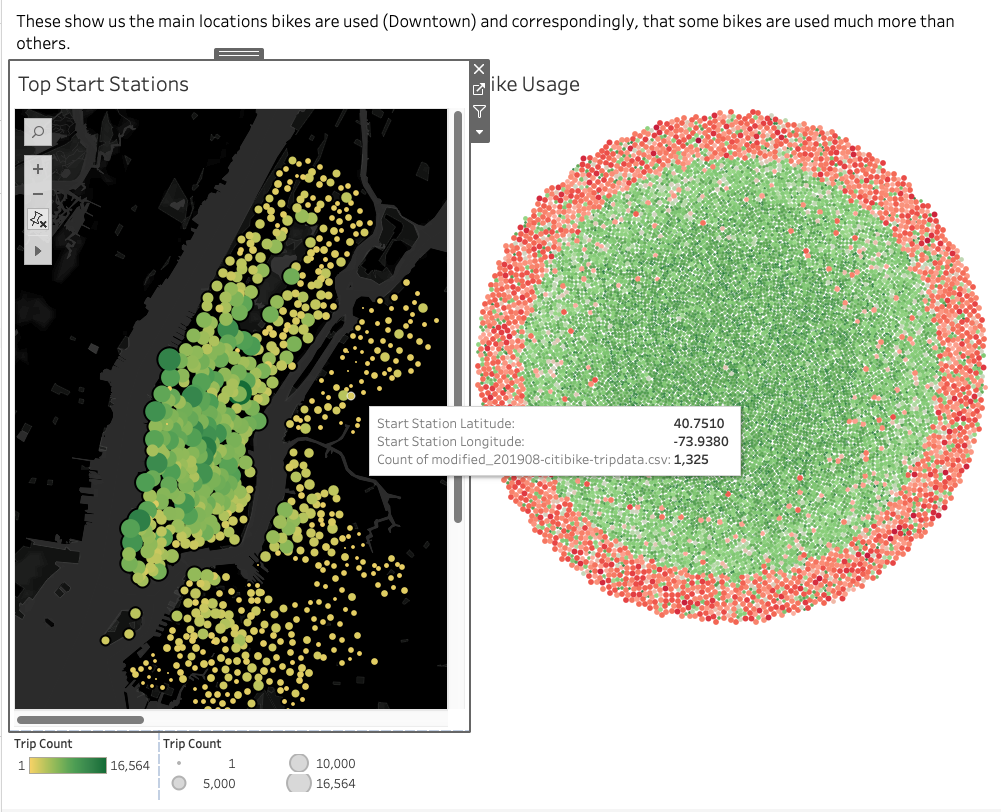 These show us the main locations bikes are used (Downtown) and correspondingly, that some bikes are used much more than
others.
Top Start Stations
ike Usage
Start Station Latitude: 40.7510
Start Station Longitude: -73.9380
Count of modified_201908-citibike-tripdata.csv: 1,325
Trip Count
1 16,564
Trip Count
1 10,000
5,000 16,564